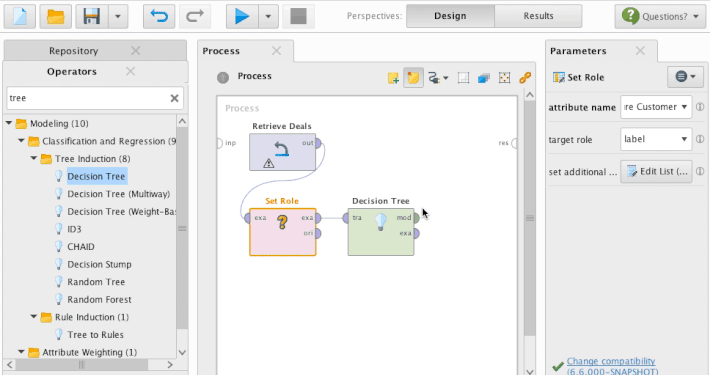 Perspectives:
Design
Results
Questions?
Repository
Operators
tree
Modeling (10)
Classification and Regression (9
Tree Induction (8)
Decision Tree
Decision Tree (Multiway)
Decision Tree (Weight-Bas
ID3
CHAID
Decision Stump
Random Tree
Random Forest
Rule Induction (1)
Tree to Rules
Attribute Weighting (1)
Process
Process
Process
inp
res
Retrieve Deals
out
Set Role
exa
exa
ori
Decision Tree
tra
mod
exa
Parameters
Set Role
attribute name
re Customer
target role
label
set additional ...
Edit List (...
Change compatibility
(6.6.000-SNAPSHOT)